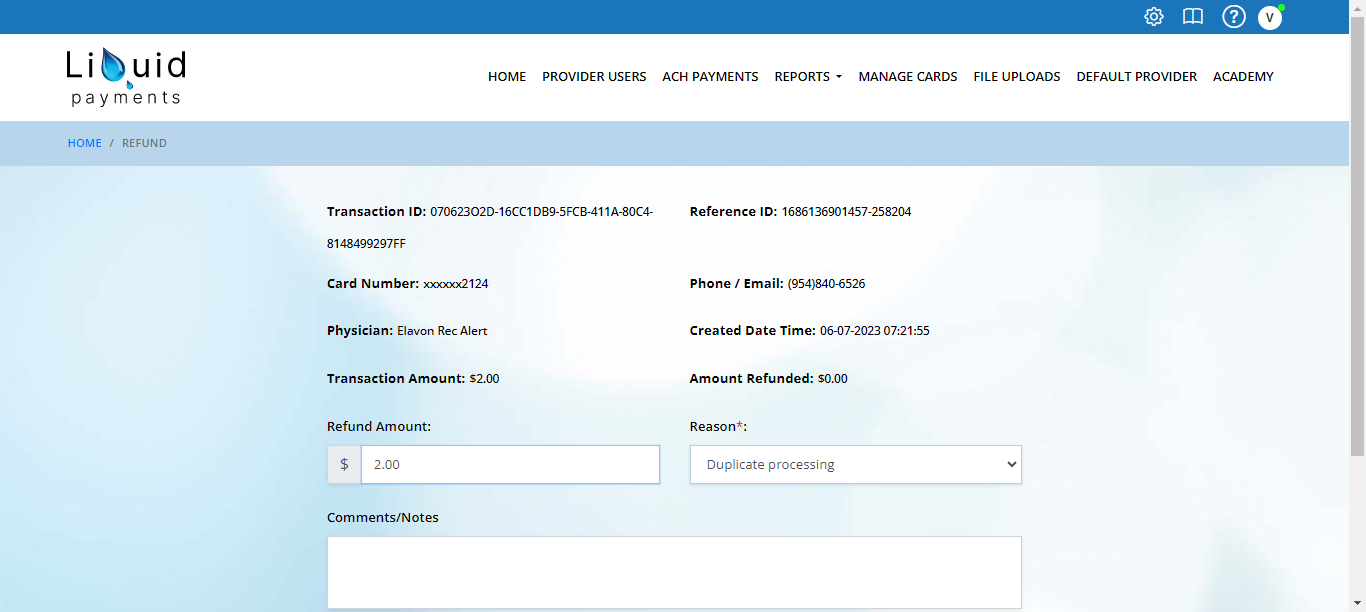 V
Liquid
payments
HOME PROVIDER USERS ACH PAYMENTS REPORTS MANAGE CARDS FILE UPLOADS DEFAULT PROVIDER ACADEMY
HOME / REFUND
Transaction ID: 070623O2D-16CC1DB9-5FCB-411A-80C4-
8148499297FF
Reference ID: 1686136901457-258204
Card Number: xxxxxx2124
Phone / Email: (954)840-6526
Physician: Elavon Rec Alert
Created Date Time: 06-07-2023 07:21:55
Transaction Amount: $2.00
Amount Refunded: $0.00
Refund Amount:
$ 2.00
Reason*:
Duplicate processing
Comments/Notes